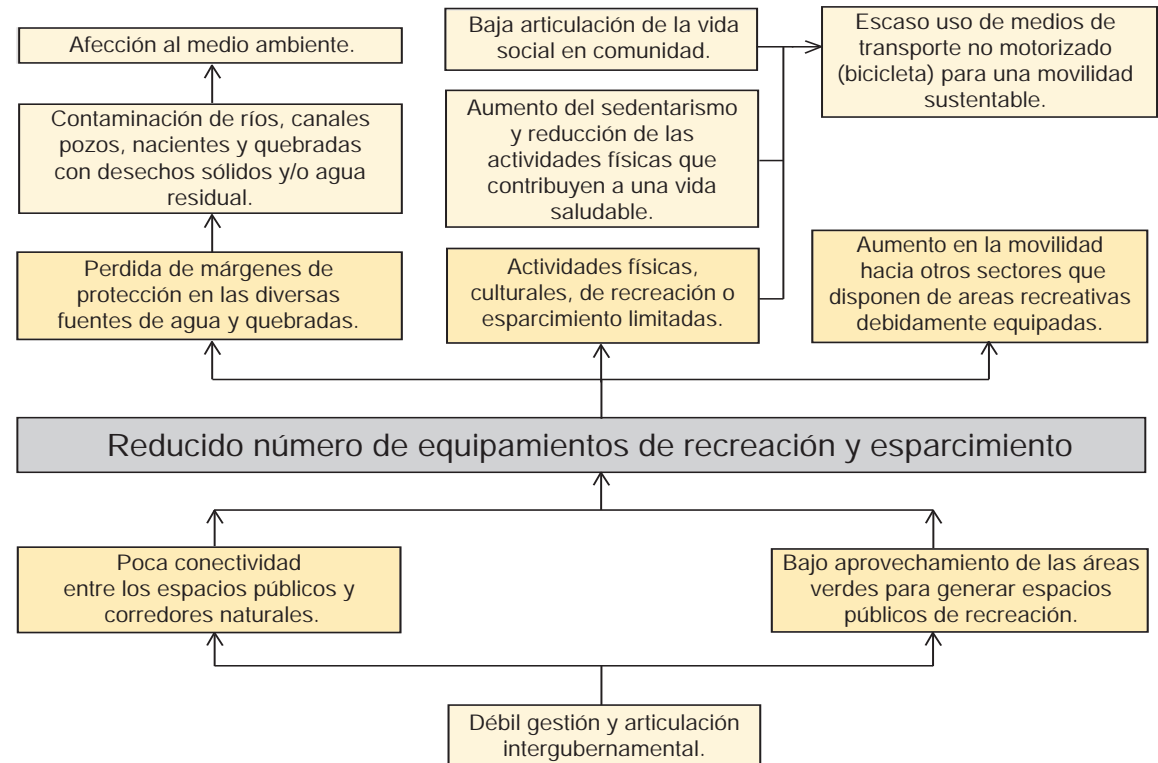 Afección al medio ambiente.
Baja articulación de la vida
social en comunidad.
Escaso uso de medios de
transporte no motorizado
(bicicleta) para una movilidad
sustentable.
Contaminación de ríos, canales
pozos, nacientes y quebradas
con desechos sólidos y/o agua
residual.
Aumento del sedentarismo
y reducción de las
actividades físicas que
contribuyen a una vida
saludable.
Perdida de márgenes de
protección en las diversas
fuentes de agua y quebradas.
Actividades físicas,
culturales, de recreación o
esparcimiento limitadas.
Aumento en la movilidad
hacia otros sectores que
disponen de areas recreativas
debidamente equipadas.
Reducido número de equipamientos de recreación y esparcimiento
Poca conectividad
entre los espacios públicos y
corredores naturales.
Bajo aprovechamiento de las áreas
verdes para generar espacios
públicos de recreación.
Débil gestión y articulación
intergubernamental.